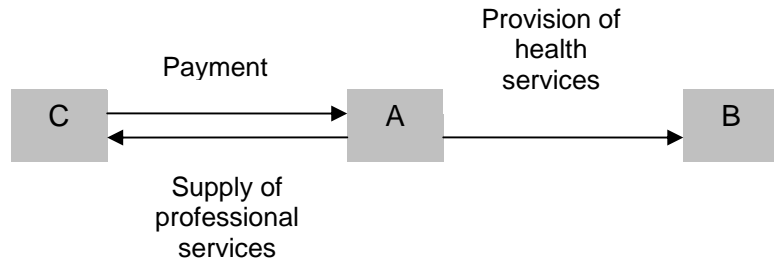 Provision of
health
services
Payment
C
A
B
Supply of
professional
services